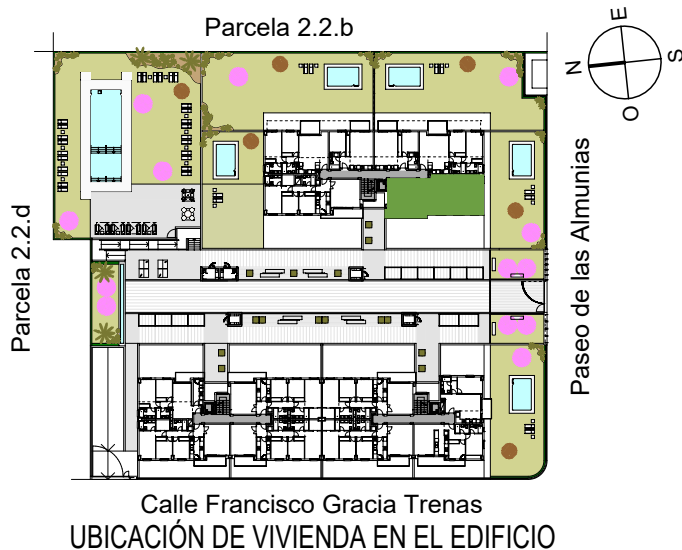 Parcela 2.2.b
E
N
S
O
Parcela 2.2.d
Paseo de las Almunias
Calle Francisco Gracia Trenas
UBICACIÓN DE VIVIENDA EN EL EDIFICIO